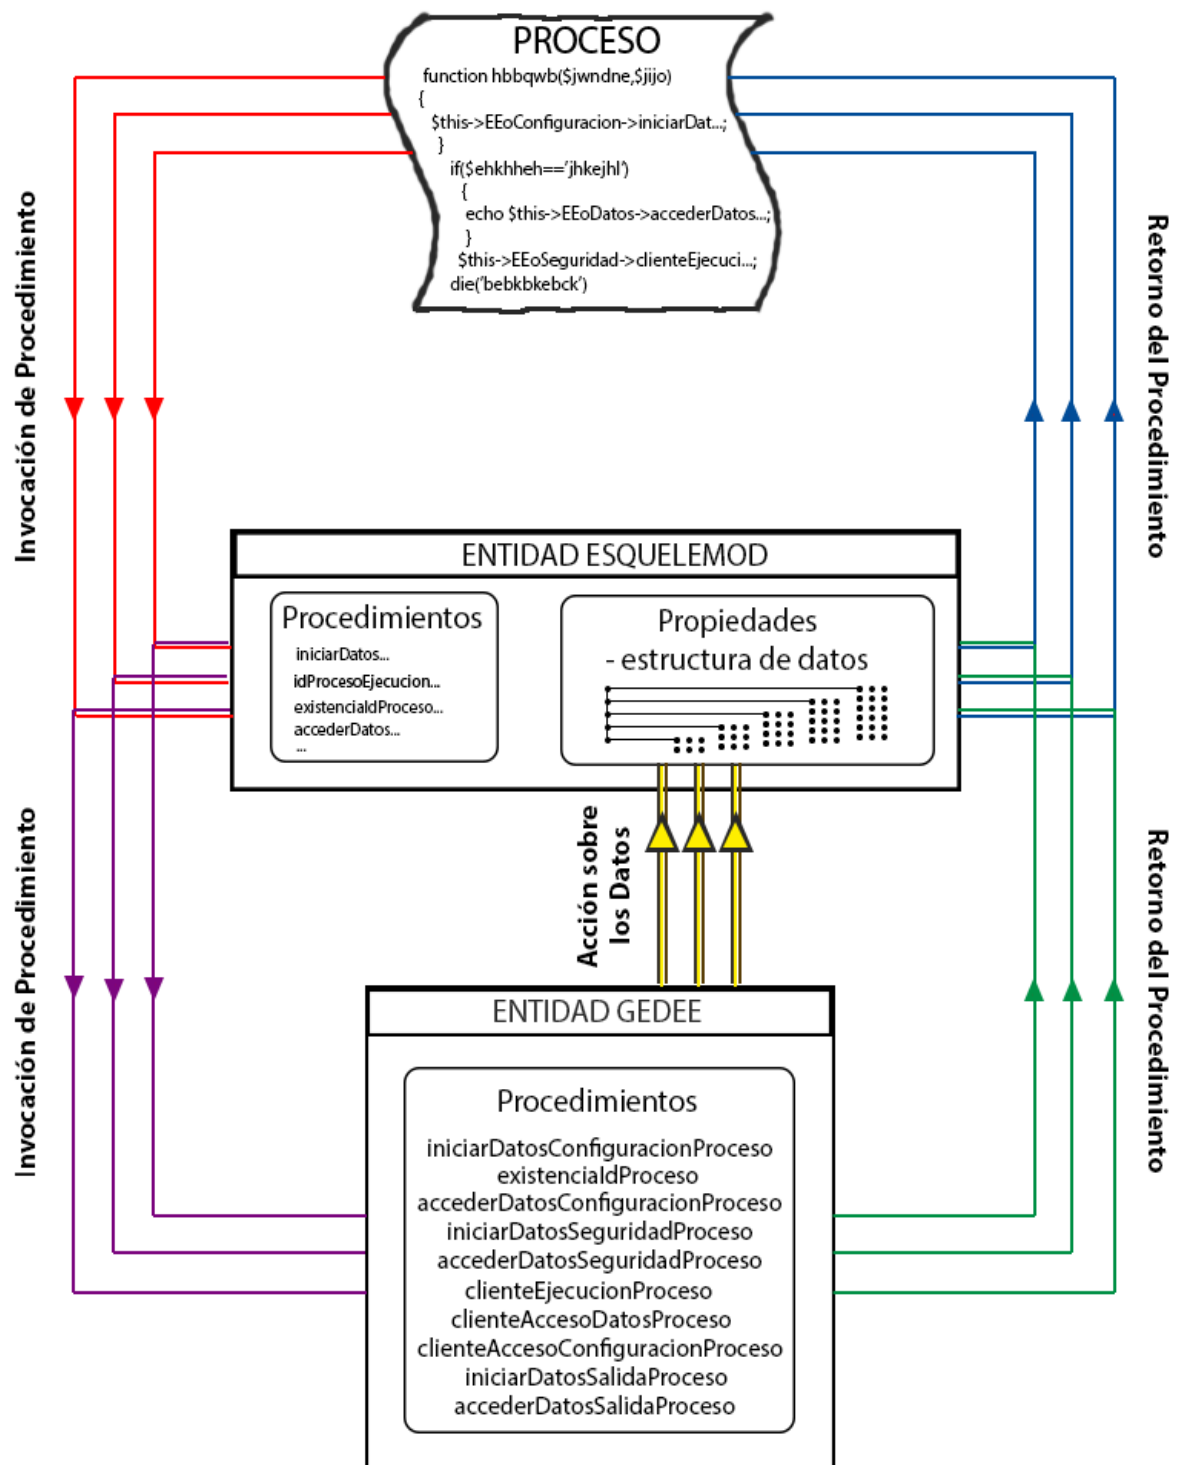 PROCESO
function hbbqwb($jwndne,$jijo)
{
$this->EEoConfiguracion->iniciarDat...;
}
if($ehkhheh=='jhkejhl')
{
echo $this->EEoDatos->accederDatos...;
}
$this->EEoSeguridad->clienteEjecuci...;
die('bebkbkebck')
Invocación de Procedimiento
Retorno del Procedimiento
ENTIDAD ESQUELEMOD
Procedimientos
iniciarDatos...
idProcesoEjecucion...
existenciaIdProceso...
accederDatos...
...
Propiedades
- estructura de datos
Acción sobre
los Datos
Invocación de Procedimiento
Retorno del Procedimiento
ENTIDAD GEDEE
Procedimientos
iniciarDatosConfiguracionProceso
existenciaIdProceso
accederDatosConfiguracionProceso
iniciarDatosSeguridadProceso
accederDatosSeguridadProceso
clienteEjecucionProceso
clienteAccesoDatosProceso
clienteAccesoConfiguracionProceso
iniciarDatosSalidaProceso
accederDatosSalidaProceso